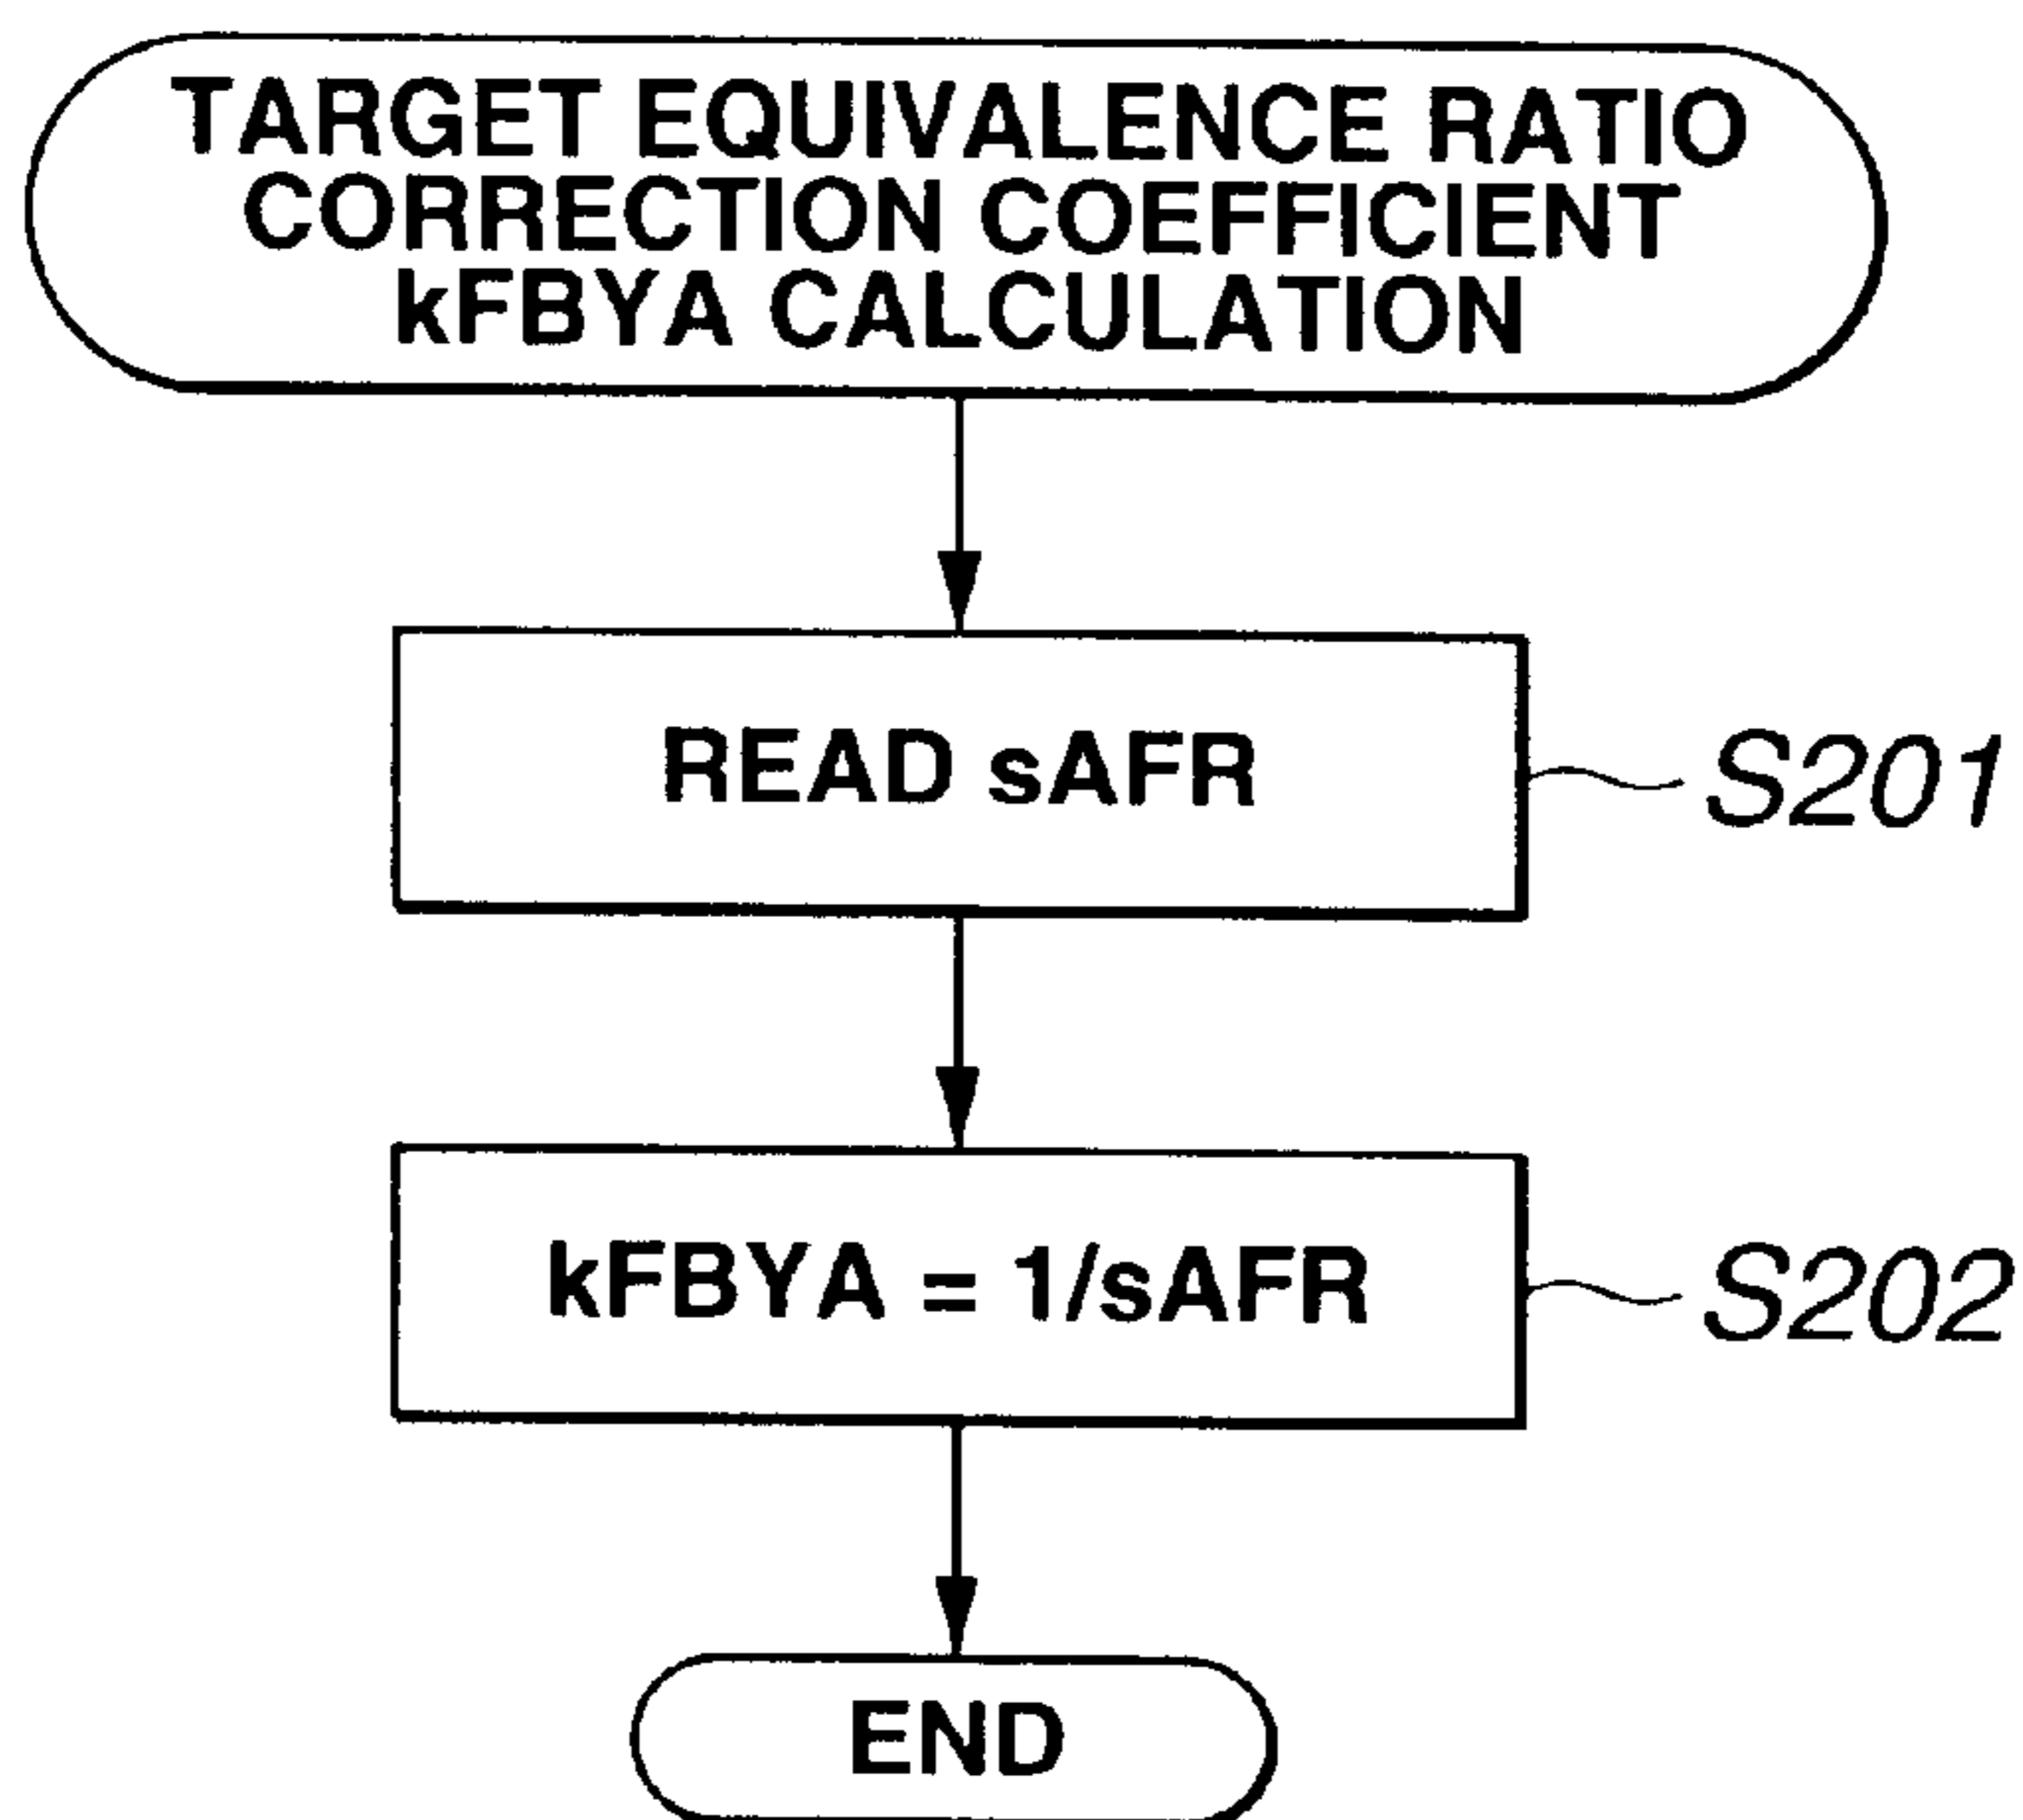 TARGET EQUIVALENCE RATIO
CORRECTION COEFFICIENT
kFBYA CALCULATION
READ sAFR
S201
kFBYA = 1/sAFR
S202
END